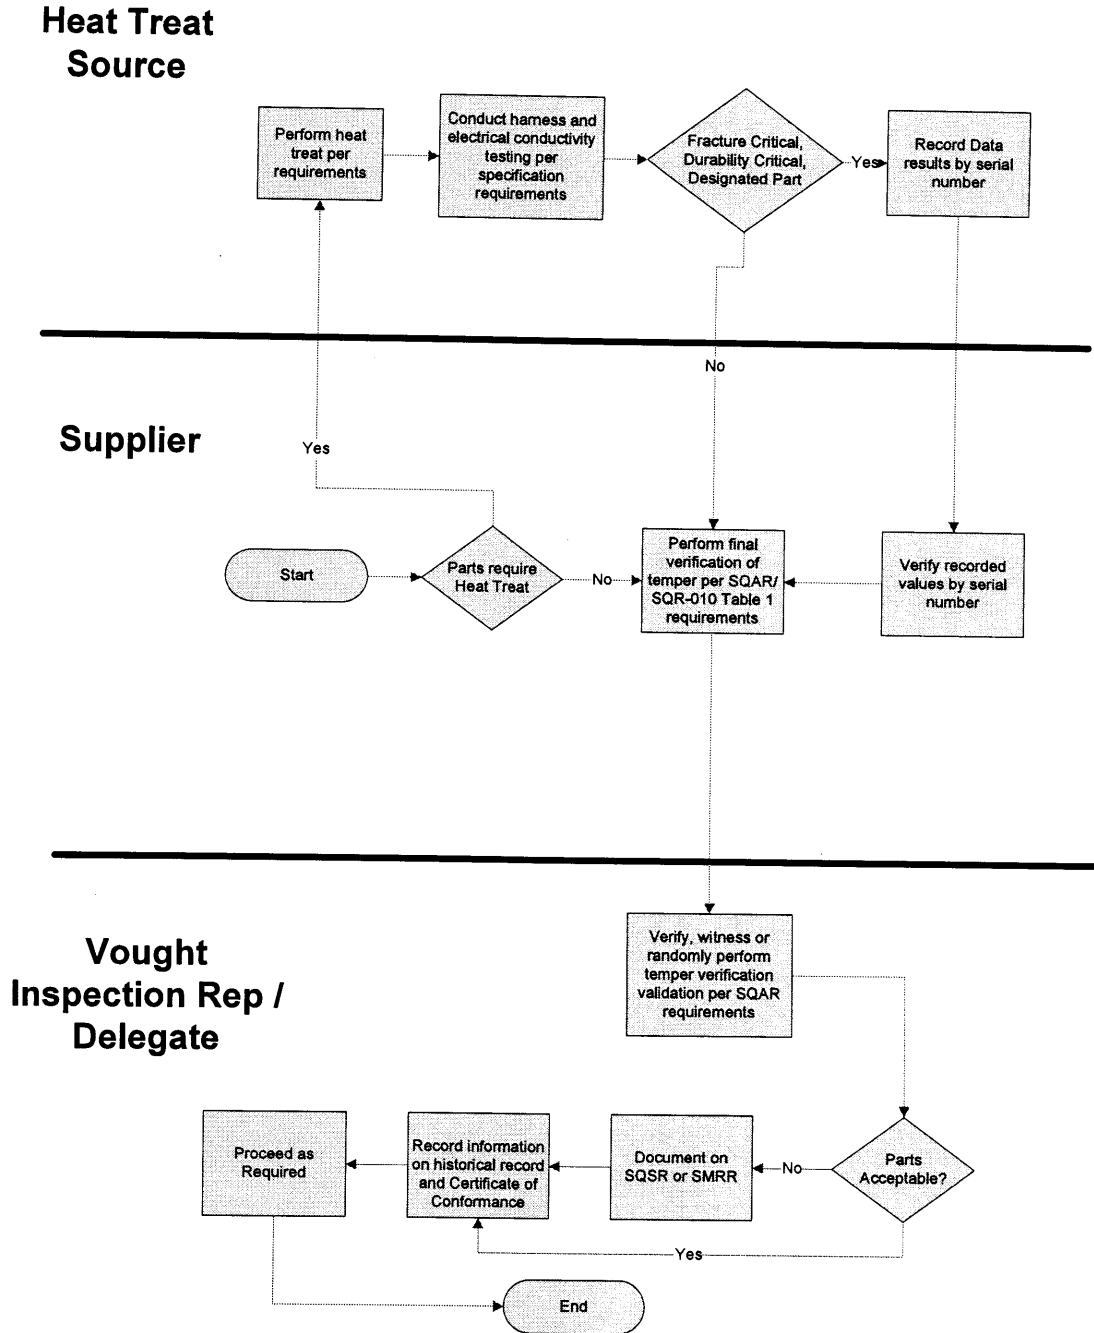 Heat Treat
Source
Perform heat
treat per
requirements
Conduct harness and
electrical conductivity
testing per
specification
requirements
Fracture Critical,
Durability Critical,
Designated Part
Yes
Record Data
results by serial
number
No
Supplier
Yes
Start
Parts require
Heat Treat
No
Perform final
verification of
temper per SQAR/
SQR-010 Table 1
requirements
Verify recorded
values by serial
number
Vought
Inspection Rep /
Delegate
Verify, witness or
randomly perform
temper verification
validation per SQAR
requirements
Proceed as
Required
Record information
on historical record
and Certificate of
Conformance
Document on
SQSR or SMRR
No
Parts
Acceptable?
Yes
End